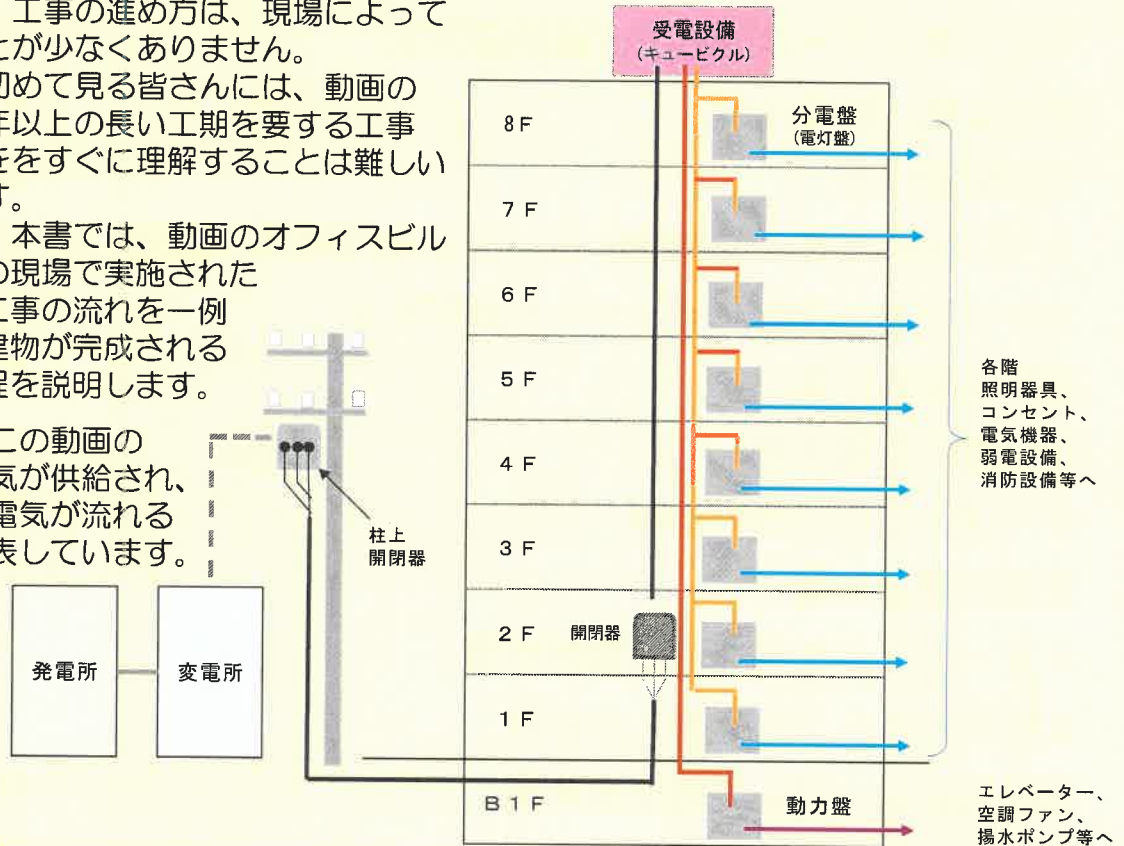 工事の進め方は、現場によって
とが少なくありません。
初めて見る皆さんには、動画の
年以上の長い工期を要する工事
をすぐに理解することは難しい
す。
本書では、動画のオフィスビル
の現場で実施された
工事の流れを一例
建物が完成される
程を説明します。
この動画の
気が供給され、
電気が流れる
表しています。
発電所
変電所
柱上
開閉器
受電設備
(キュービクル)
8F
分電盤
(電灯盤)
7F
6F
5F
4F
3F
2F
開閉器
1F
B1F
動力盤
各階
照明器具、
コンセント、
電気機器、
弱電設備、
消防設備等へ
エレベーター、
空調ファン、
揚水ポンプ等へ